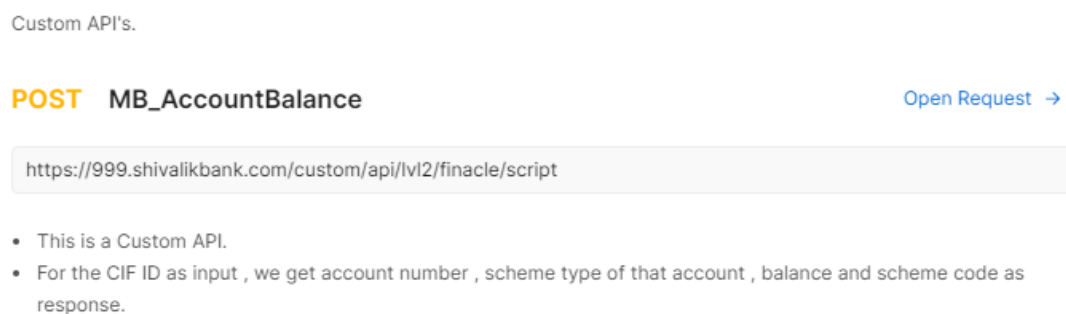 Custom API's.
POST MB_AccountBalance Open Request →
https://999.shivalikbank.com/custom/api/lvl2/finacle/script
• This is a Custom API.
• For the CIF ID as input , we get account number , scheme type of that account , balance and scheme code as
response.